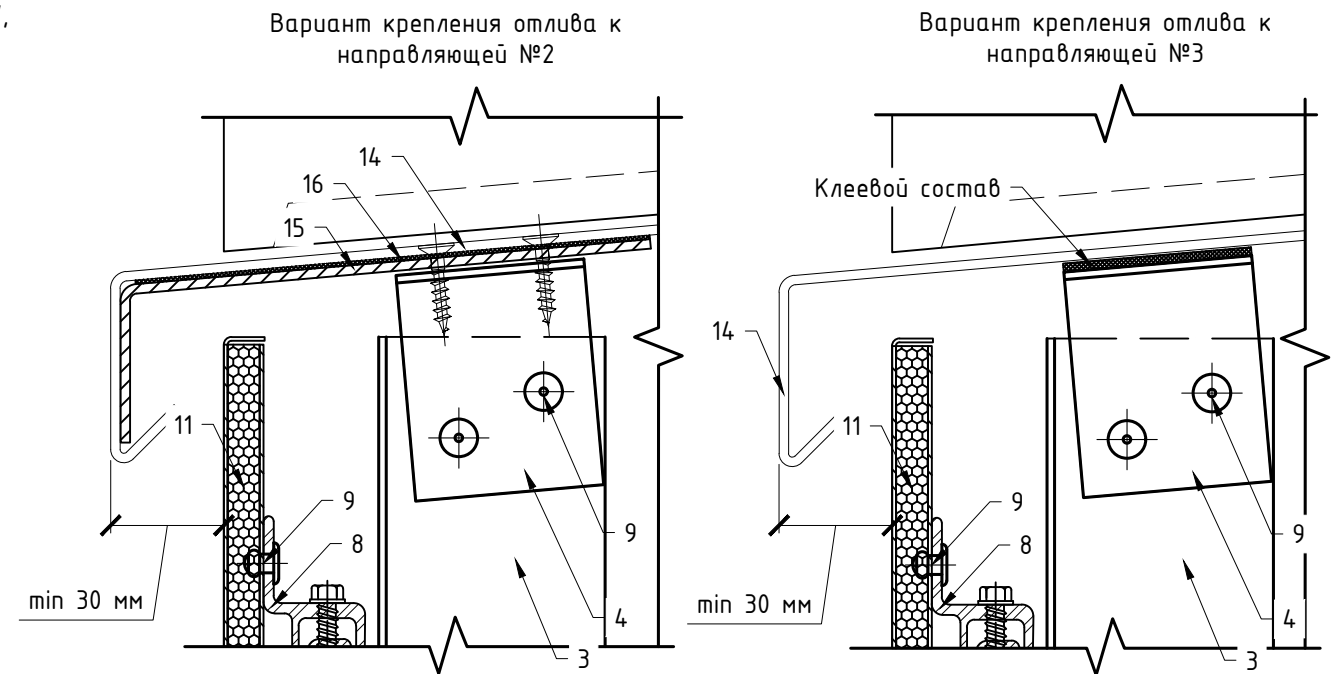 ,
Вариант крепления отлива к
направляющей №2
14
16
15
11
9
8
9
4
3
min 30 мм
Вариант крепления отлива к
направляющей №3
Клеевой состав
14
11
9
8
9
4
3
min 30 мм